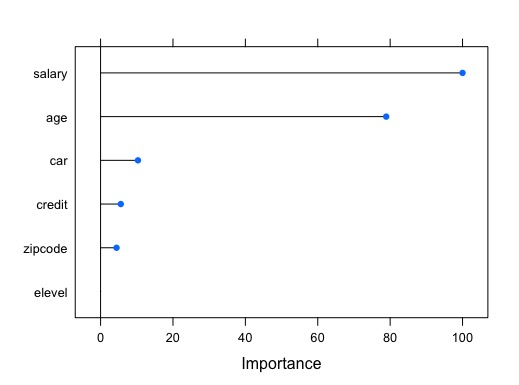 salary
age
car
credit
zipcode
elevel
0 20 40 60 80 100
Importance